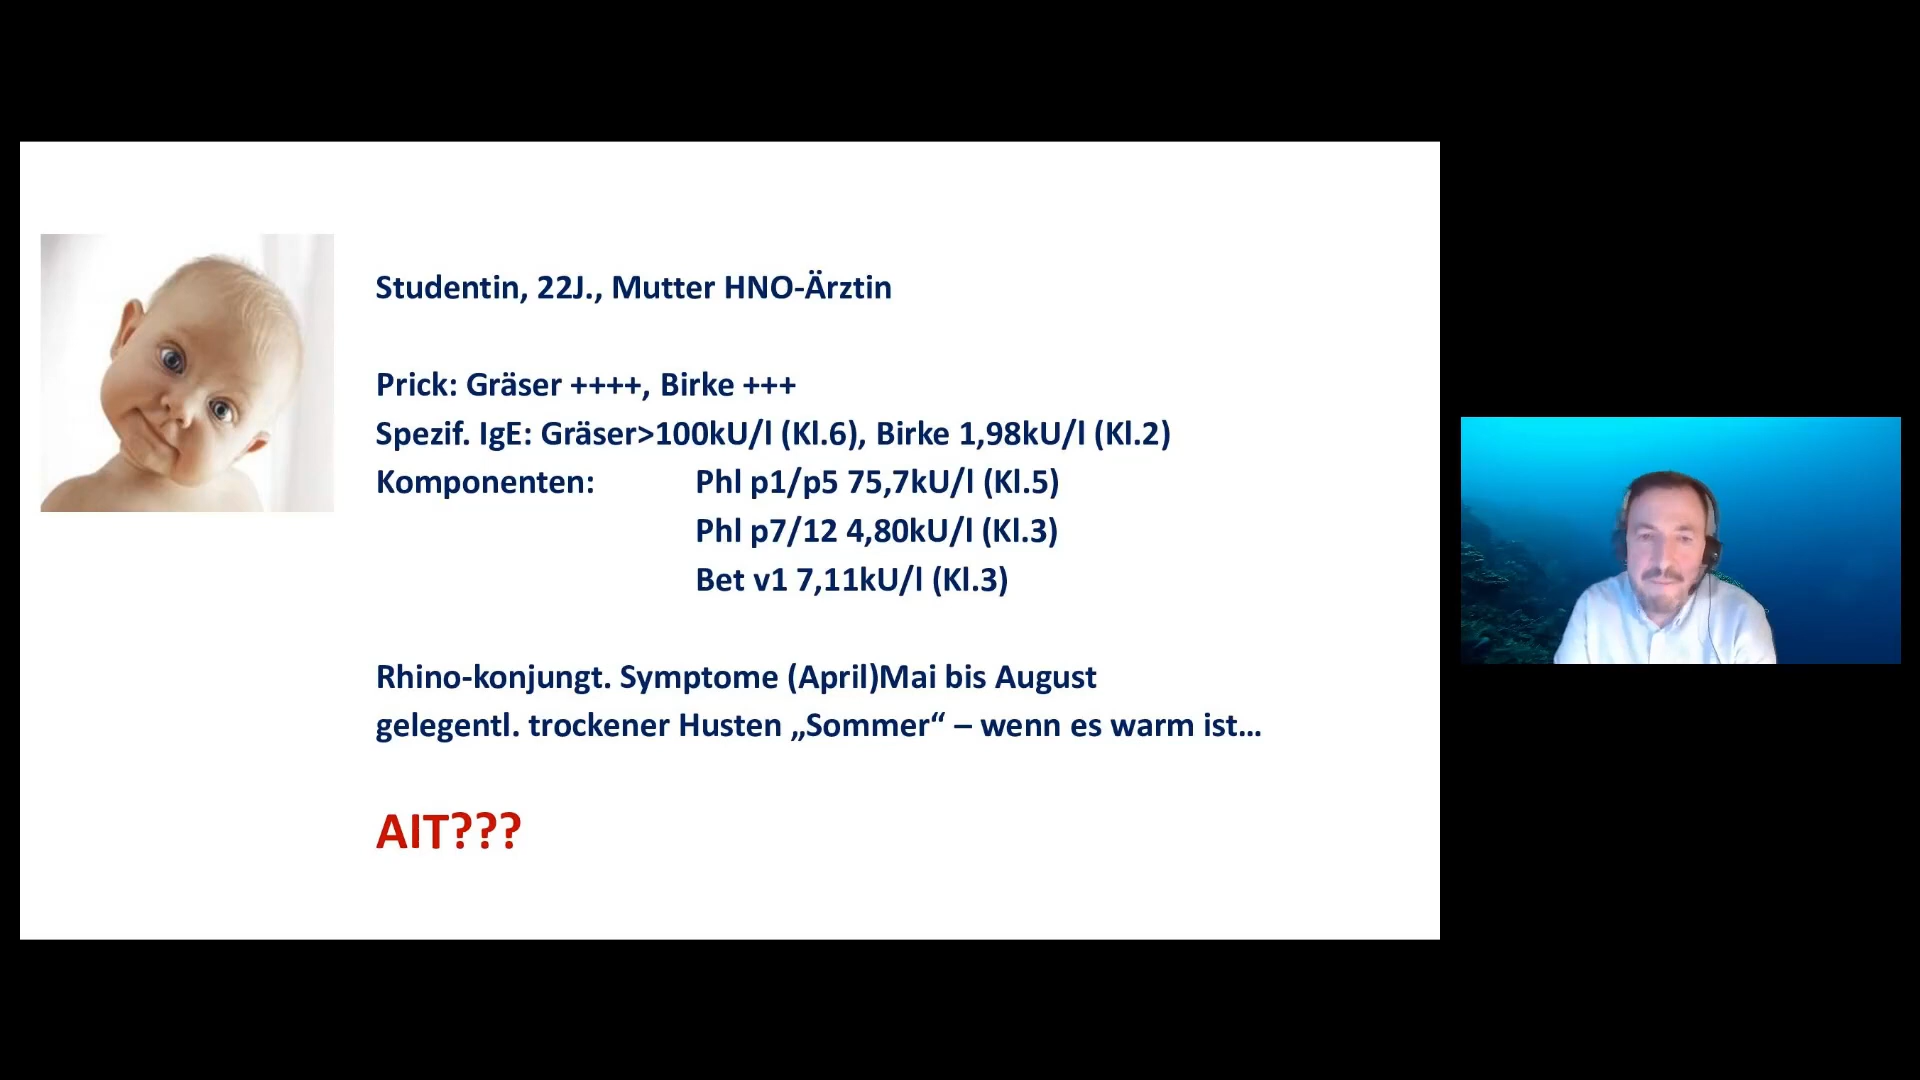 Studentin, 22J., Mutter HNO-Ärztin
Prick: Gräser ++++, Birke +++
Spezif. IgE: Gräser>100kU/l (Kl.6), Birke 1,98kU/l (Kl.2)
Komponenten: Phl p1/p5 75,7kU/l (Kl.5)
Phl p7/12 4,80kU/l (Kl.3)
Bet v1 7,11kU/l (Kl.3)
Rhino-konjungt. Symptome (April)Mai bis August
gelegentl. trockener Husten „Sommer“ – wenn es warm ist…
AIT???